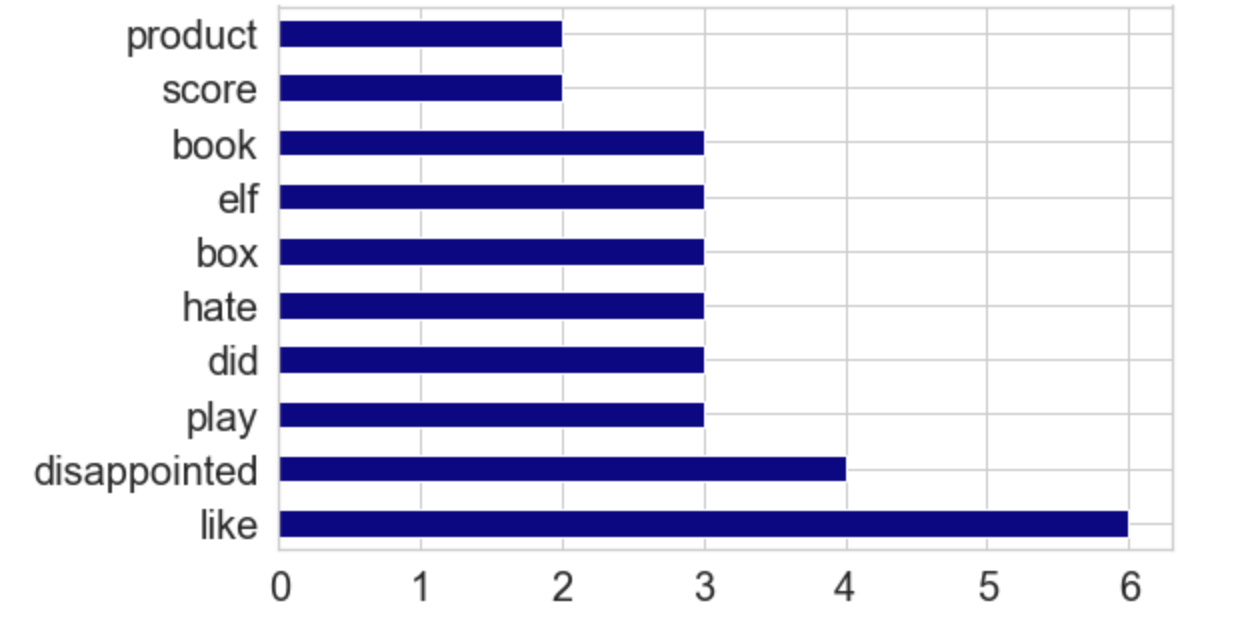 product
score
book
elf
box
hate
did
play
disappointed
like
0 1 2 3 4 5 6